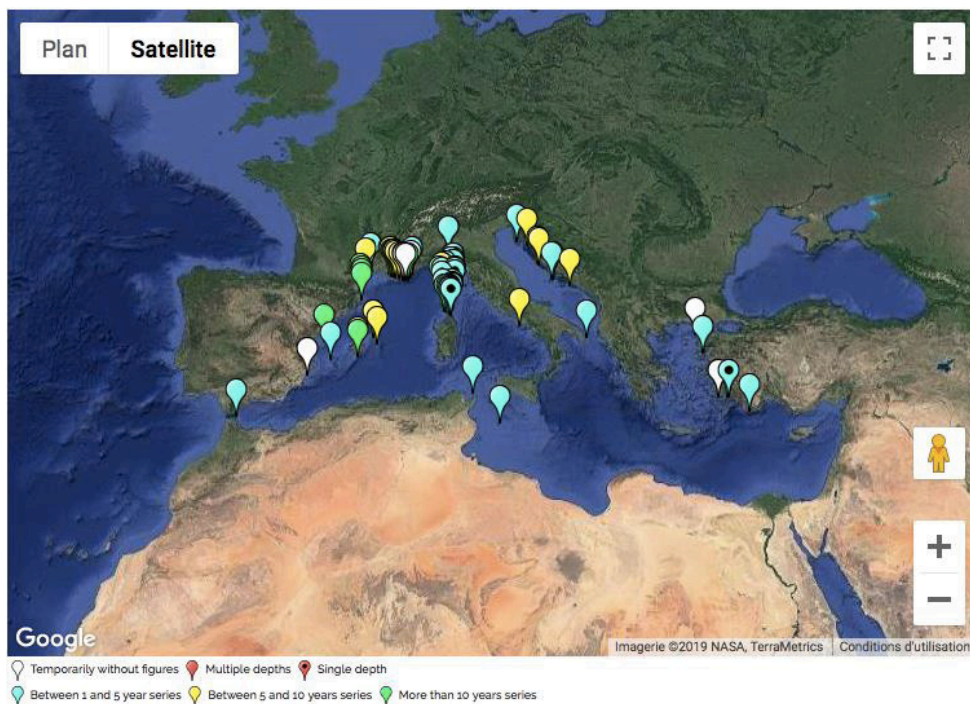 Plan Satellite
Google
Imagerie ©2019 NASA, TerraMetrics Conditions d'utilisation
Temporarily without figures Multiple depths Single depth
Between 1 and 5 year series Between 5 and 10 years series More than 10 years series